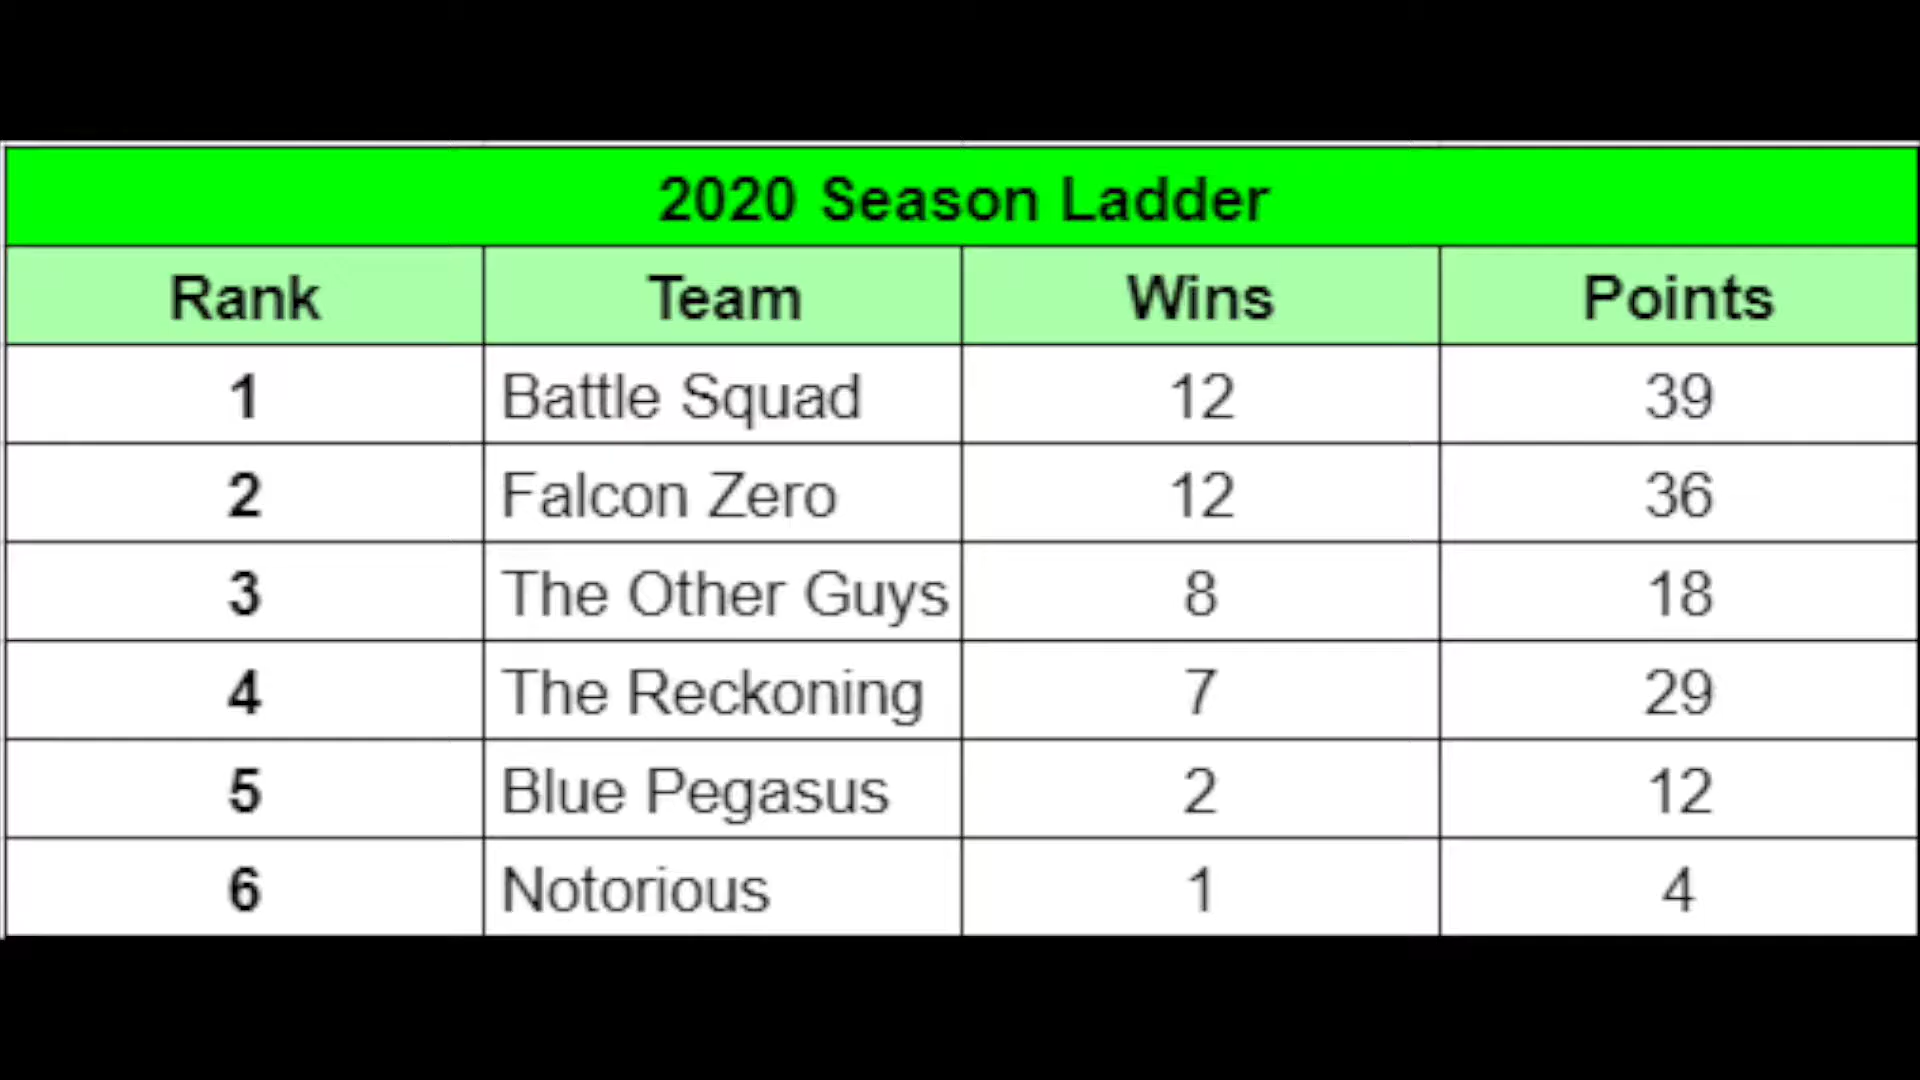 2020 Season Ladder
Rank Team Wins Points
1 Battle Squad 12 39
2 Falcon Zero 12 36
3 The Other Guys 8 18
4 The Reckoning 7 29
5 Blue Pegasus 2 12
6 Notorious 1 4